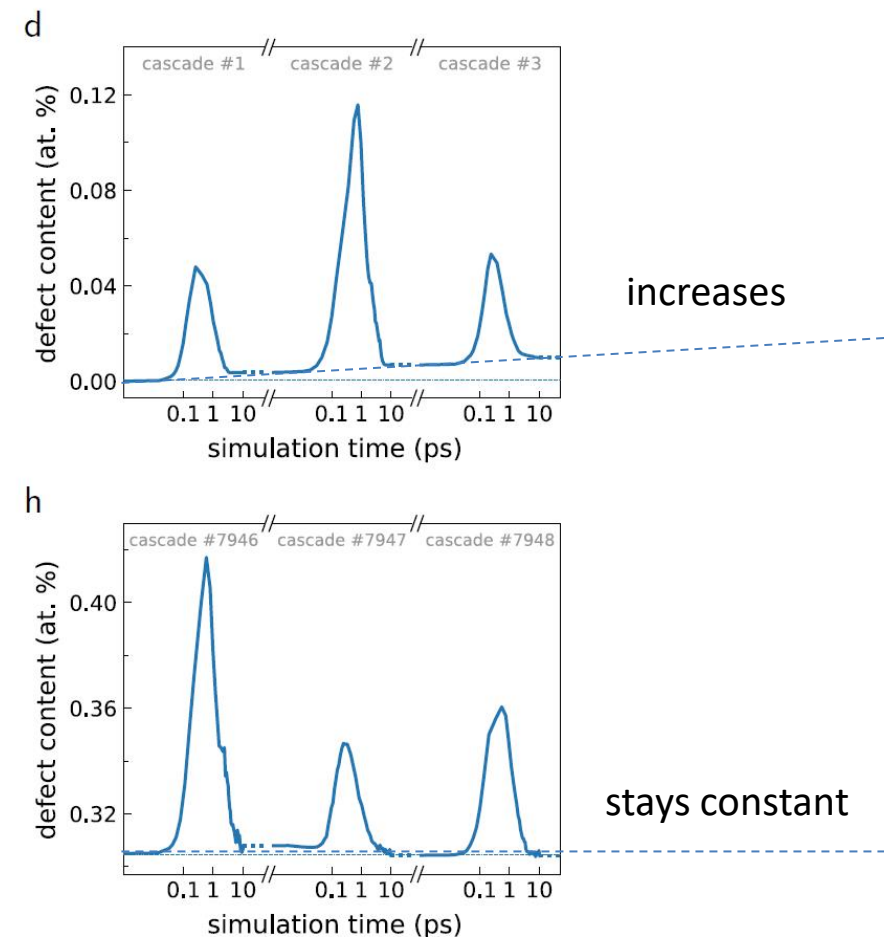 d
cascade #1 cascade #2 cascade #3
defect content (at. %)
0.12
0.08
0.04
0.00
increases
0.1 1 10 0.1 1 10 0.1 1 10
simulation time (ps)
h
cascade #7946 cascade #7947 cascade #7948
defect content (at. %)
0.40
0.36
0.32
stays constant
0.1 1 10 0.1 1 10 0.1 1 10
simulation time (ps)